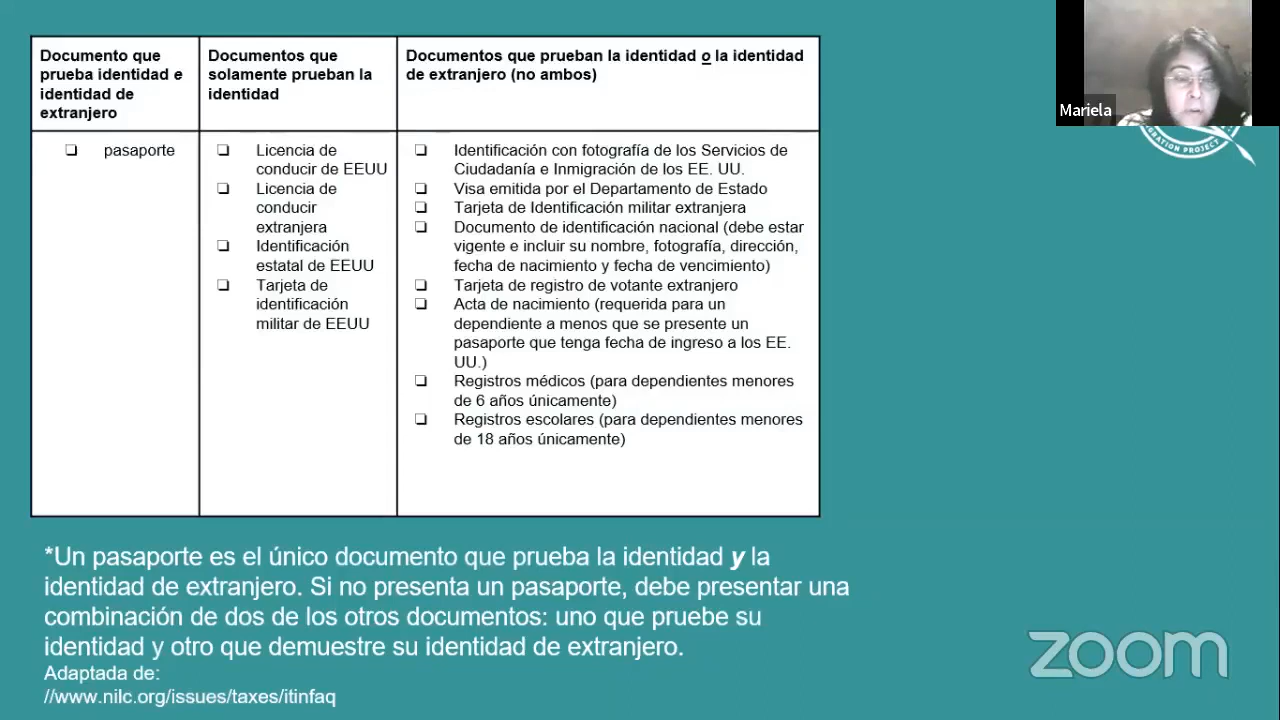 Documento que
prueba identidad e
identidad de
extranjero
Documentos que
solamente prueban la
identidad
Documentos que prueban la identidad o la identidad
de extranjero (no ambos)
❏ pasaporte
❏ Licencia de
conducir de EEUU
❏ Licencia de
conducir
extranjera
❏ Identificación
estatal de EEUU
❏ Tarjeta de
identificación
militar de EEUU
❏ Identificación con fotografía de los Servicios de
Ciudadanía e Inmigración de los EE. UU.
❏ Visa emitida por el Departamento de Estado
❏ Tarjeta de Identificación militar extranjera
❏ Documento de identificación nacional (debe estar
vigente e incluir su nombre, fotografía, dirección,
fecha de nacimiento y fecha de vencimiento)
❏ Tarjeta de registro de votante extranjero
❏ Acta de nacimiento (requerida para un
dependiente a menos que se presente un
pasaporte que tenga fecha de ingreso a los EE.
UU.)
❏ Registros médicos (para dependientes menores
de 6 años únicamente)
❏ Registros escolares (para dependientes menores
de 18 años únicamente)
Mariela
PROJECT
*Un pasaporte es el único documento que prueba la identidad y la
identidad de extranjero. Si no presenta un pasaporte, debe presentar una
combinación de dos de los otros documentos: uno que pruebe su
identidad y otro que demuestre su identidad de extranjero.
Adaptada de:
//www.nilc.org/issues/taxes/itinfaq
zoom